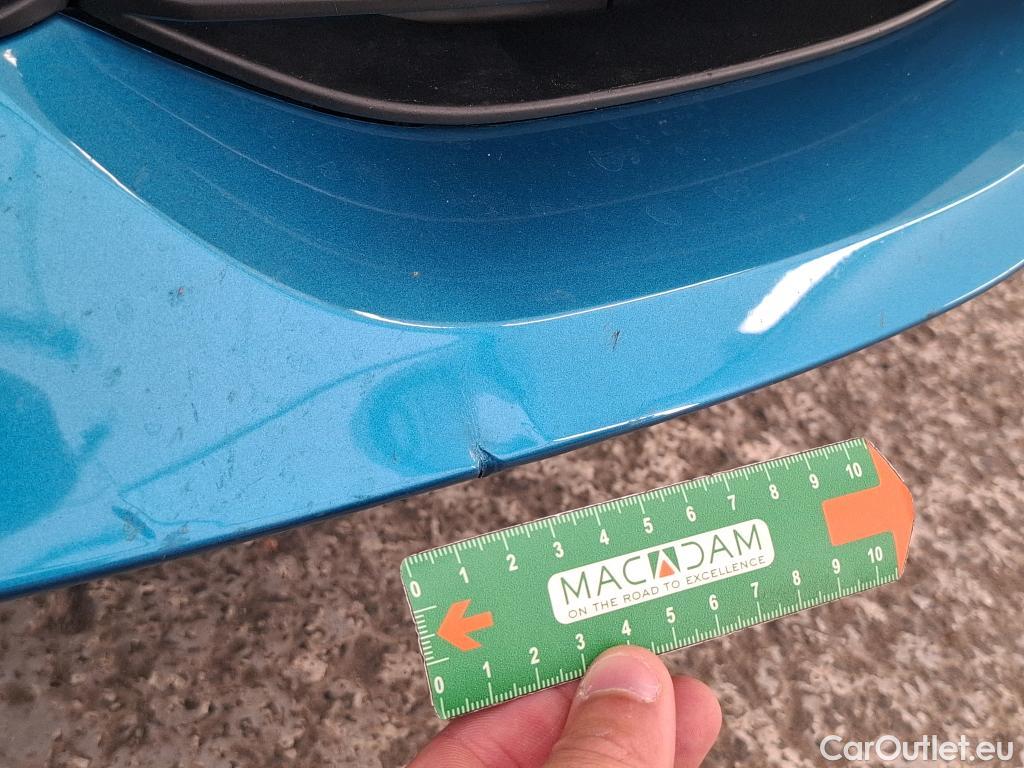 0 1 2 3 4 5 6 7 8 9 10
MACADAM
ON THE ROAD TO EXCELLENCE
0 1 2 3 4 5 6 7 8 9 10
CarOutlet.eu